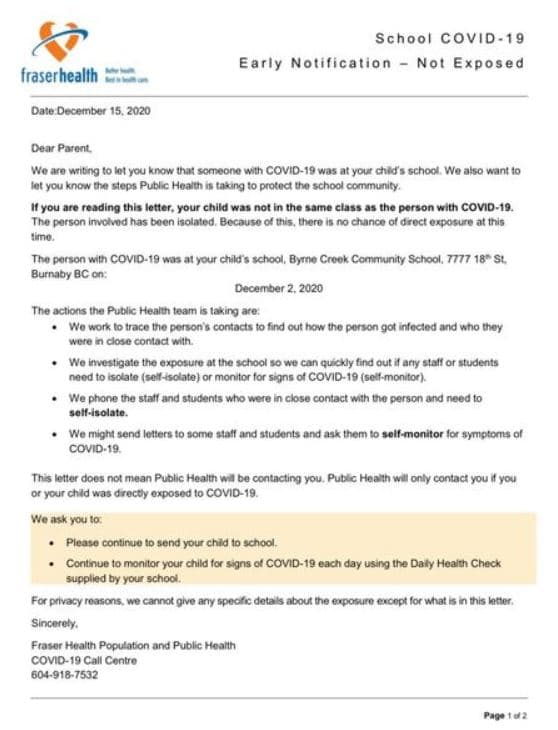 School COVID-19
Early Notification – Not Exposed
fraserhealth
Better health.
Best in health care.
Date:December 15, 2020
Dear Parent,
We are writing to let you know that someone with COVID-19 was at your child's school. We also want to
let you know the steps Public Health is taking to protect the school community.
If you are reading this letter, your child was not in the same class as the person with COVID-19.
The person involved has been isolated. Because of this, there is no chance of direct exposure at this
time.
The person with COVID-19 was at your child's school, Byrne Creek Community School, 7777 18th St,
Burnaby BC on:
December 2, 2020
The actions the Public Health team is taking are:
• We work to trace the person's contacts to find out how the person got infected and who they
were in close contact with.
• We investigate the exposure at the school so we can quickly find out if any staff or students
need to isolate (self-isolate) or monitor for signs of COVID-19 (self-monitor).
• We phone the staff and students who were in close contact with the person and need to
self-isolate.
• We might send letters to some staff and students and ask them to self-monitor for symptoms of
COVID-19.
This letter does not mean Public Health will be contacting you. Public Health will only contact you if you
or your child was directly exposed to COVID-19.
We ask you to:
• Please continue to send your child to school.
• Continue to monitor your child for signs of COVID-19 each day using the Daily Health Check
supplied by your school.
For privacy reasons, we cannot give any specific details about the exposure except for what is in this letter.
Sincerely,
Fraser Health Population and Public Health
COVID-19 Call Centre
604-918-7532
Page 1 of 2